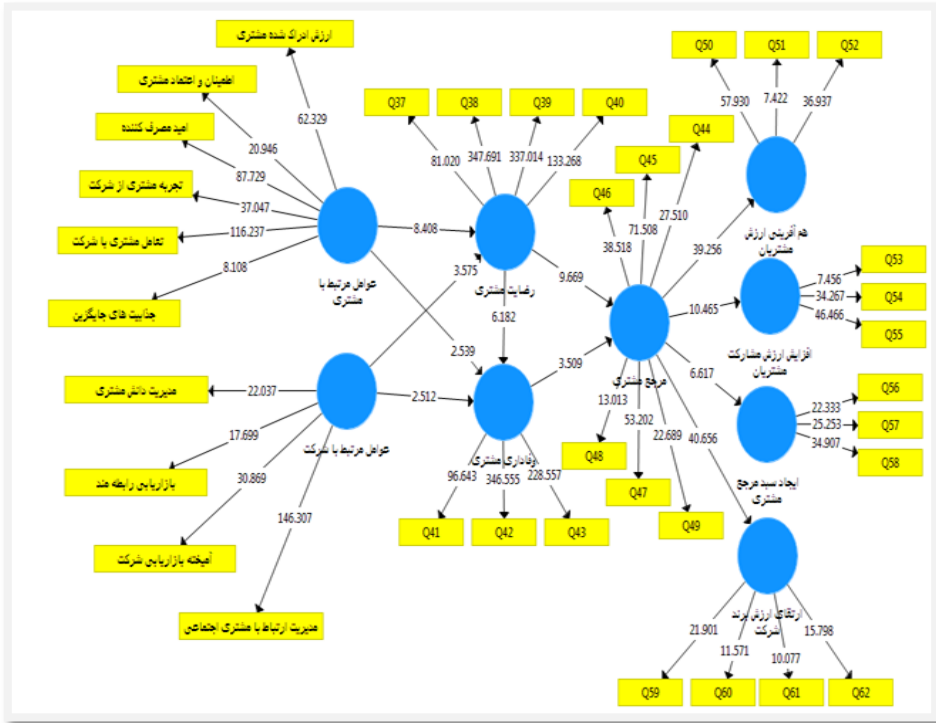 ارزش ادراک شده مشتری
اطمینان و اعتماد مشتری
امید مصرف کننده
تجربه مشتری از شرکت
تعامل مشتری با شرکت
جذابیت های جایگزین
62.329
20.946
87.729
37.047
116.237
8.108
عوامل مرتبط با
مشتری
مدیریت دانش مشتری
بازاریابی رابطه مند
آمیخته بازاریابی شرکت
مدیریت ارتباط با مشتری اجتماعی
22.037
17.699
30.869
146.307
عوامل مرتبط با شرکت
8.408
3.575
2.539
2.512
Q37
Q38
Q39
Q40
81.020
347.691
337.014
133.268
رضایت مشتری
6.182
وفاداری مشتری
96.643
346.555
228.557
Q41
Q42
Q43
9.669
3.509
Q46
Q45
Q44
38.518
71.508
27.510
مرجع مشتری
13.013
53.202
22.689
Q48
Q47
Q49
39.256
10.465
6.617
40.656
Q50
Q51
Q52
57.930
7.422
36.937
هم آفرینی ارزش
مشتریان
Q53
Q54
Q55
7.456
34.267
46.466
افزایش ارزش مشارکت
مشتریان
Q56
Q57
Q58
22.333
25.253
34.907
ایجاد سبد مرجع
مشتری
ارتقای ارزش برند
شرکت
21.901
11.571
10.077
15.798
Q59
Q60
Q61
Q62